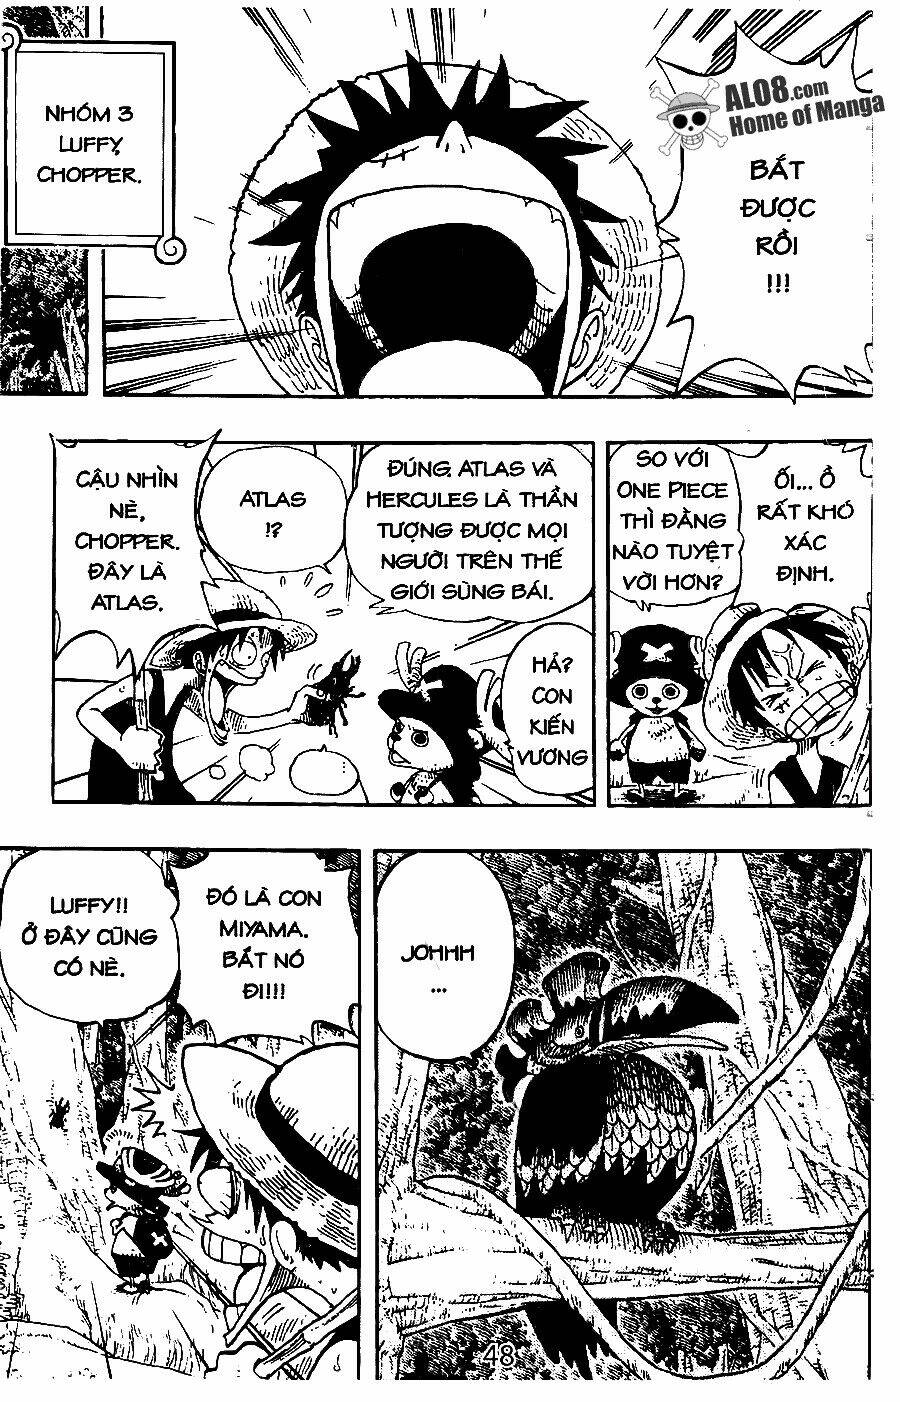 NHÓM 3
LUFFY,
CHOPPER.
AL08.com
Home of Manga
BẮT
ĐƯỢC
RỒI
!!!
ỐI... Ồ
RẤT KHÓ
XÁC
ĐỊNH.
SO VỚI
ONE PIECE
THÌ ĐẰNG
NÀO TUYỆT
VỜI HƠN?
ĐÚNG. ATLAS VÀ
HERCULES LÀ THẦN
TƯỢNG ĐƯỢC MỌI
NGƯỜI TRÊN THẾ
GIỚI SÙNG BÁI.
HẢ?
CON
KIẾN
VƯƠNG
ATLAS
!?
CẬU NHÌN
NÈ,
CHOPPER.
ĐÂY LÀ
ATLAS.
JOHHH
...
ĐÓ LÀ CON
MIYAMA.
BẮT NÓ
ĐI!!!!
LUFFY!!
Ở ĐÂY CŨNG
CÓ NÈ.
48